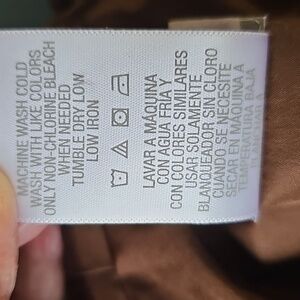 MACHINE WASH COLD
WASH WITH LIKE COLORS
ONLY NON-CHLORINE BLEACH
WHEN NEEDED
TUMBLE DRY LOW
LOW IRON
LAVAR A MÁQUINA
CON AGUA FRÍA Y
CON COLORES SIMILARES
USAR SOLAMENTE
BLANQUEADOR SIN CLORO
CUANDO SE NECESITE
SECAR EN MÁQUINA A
TEMPERATURA BAJA